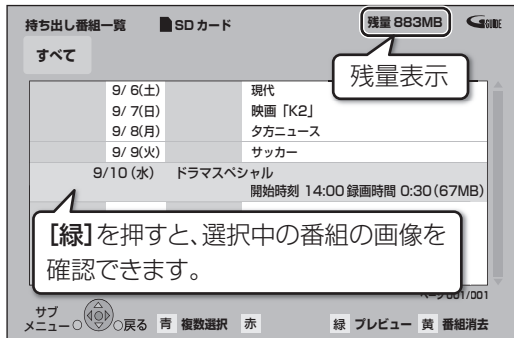 持ち出し番組一覧 SDカード 残量 883MB GGUIDE
すべて
残量表示
9/ 6(土) 現代
9/ 7(日) 映画「K2」
9/ 8(月) 夕方ニュース
9/ 9(火) サッカー
9/10(水) ドラマスペシャル
開始時刻 14:00 録画時間 0:30(67MB)
[緑]を押すと、選択中の番組の画像を
確認できます。
ページ001/001
サブ
メニュー 戻る 青 複数選択 赤 緑 プレビュー 黄 番組消去